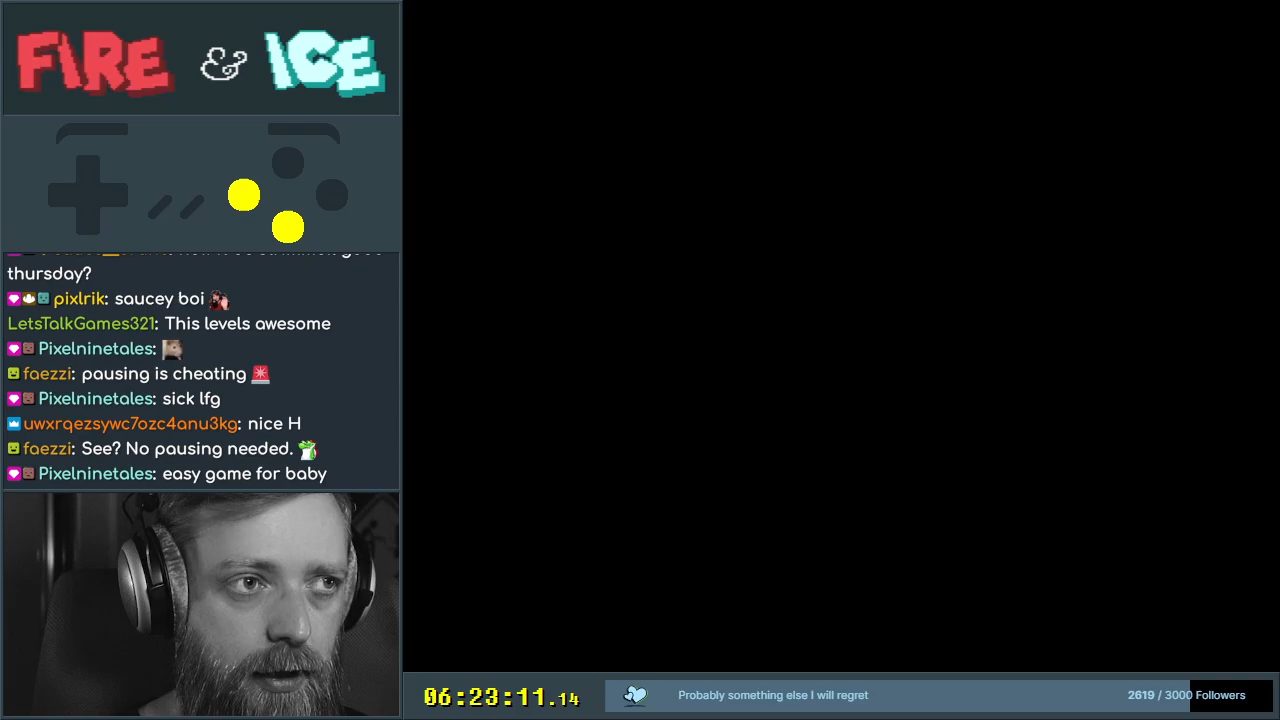 FIRE & ICE
thursday?
pixlrik: saucey boi
LetsTalkGames321: This levels awesome
Pixelninetales:
faezzi: pausing is cheating
Pixelninetales: sick lfg
uwxrqezsywc7ozc4anu3kg: nice H
faezzi: See? No pausing needed.
Pixelninetales: easy game for baby
06:23:11.14
Probably something else I will regret
2619 / 3000 Followers